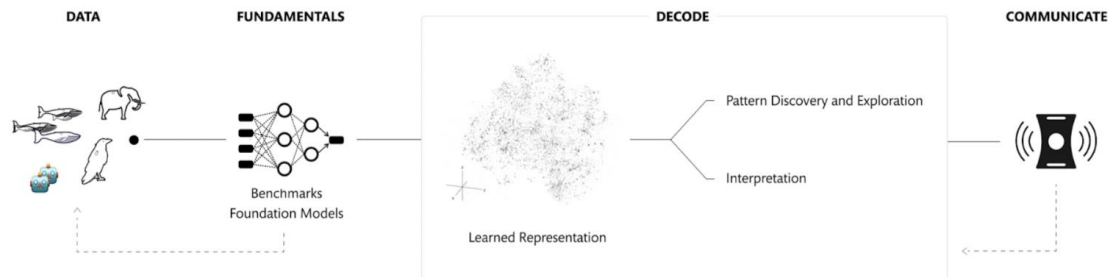 DATA
FUNDAMENTALS
DECODE
COMMUNICATE
Pattern Discovery and Exploration
Interpretation
Benchmarks
Foundation Models
Learned Representation